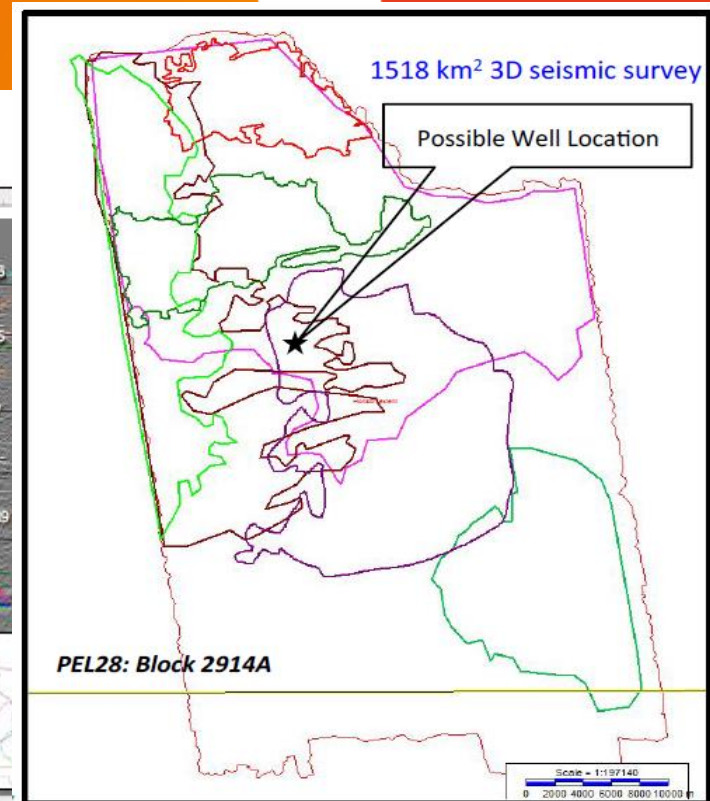 1518 km² 3D seismic survey
Possible Well Location
PEL28: Block 2914A
Scale = 1:197140
0 2000 4000 6000 8000 10000 m